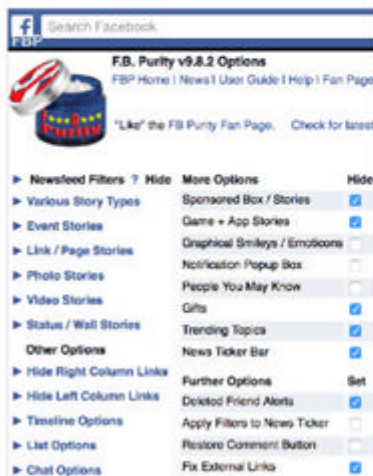 f Search Facebook
FBP
F.B. Purity v9.8.2 Options
FBP Home | News | User Guide | Help | Fan Page
Purity
"Like" the FB Purity Fan Page. Check for latest
Newsfeed Filters ? Hide
Various Story Types
Event Stories
Link / Page Stories
Photo Stories
Video Stories
Status / Wall Stories
Other Options
Hide Right Column Links
Hide Left Column Links
Timeline Options
List Options
Chat Options
More Options Hide
Sponsored Box / Stories
Game + App Stories
Graphical Smileys / Emoticons
Notification Popup Box
People You May Know
Gifts
Trending Topics
News Ticker Bar
Further Options Set
Deleted Friend Alerts
Apply Filters to News Ticker
Restore Comment Button
Fix External Links